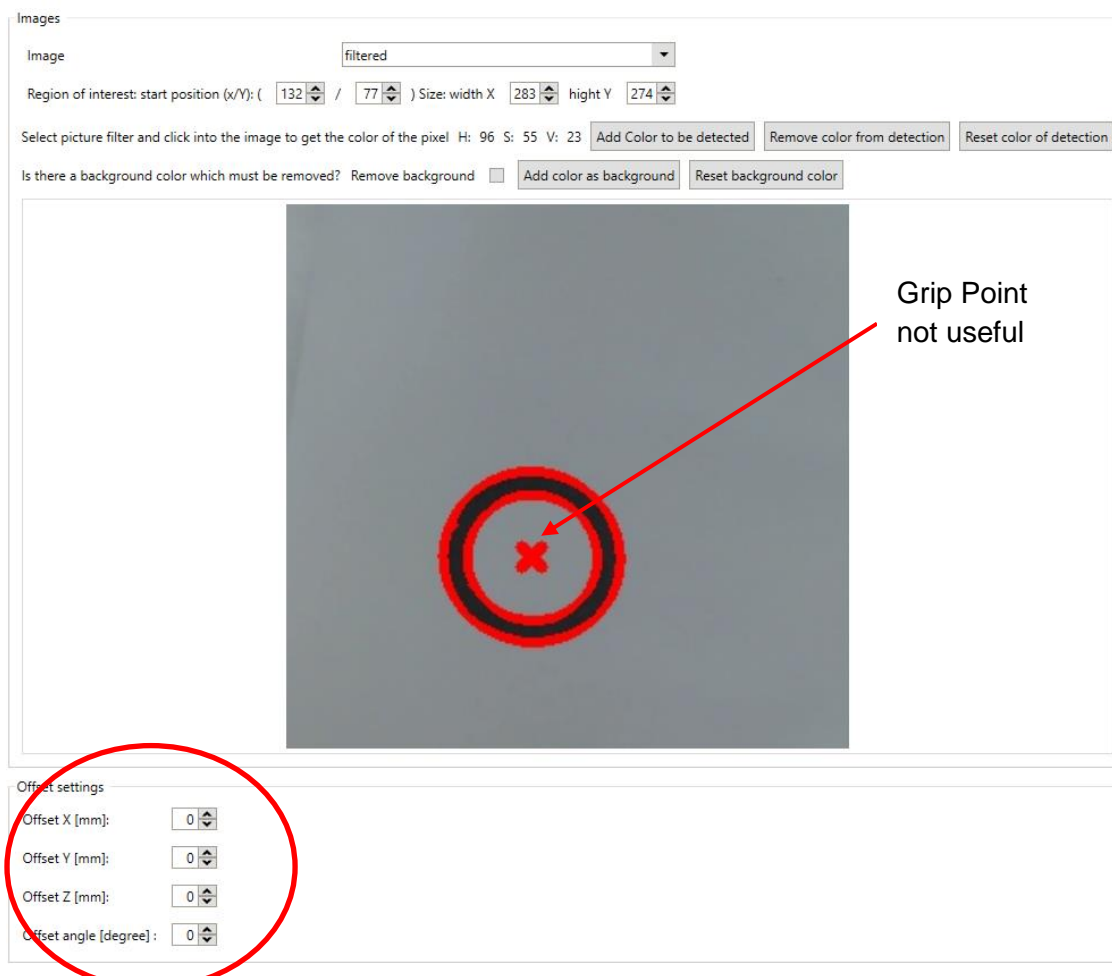 Images
Image filtered
Region of interest: start position (x/Y): ( 132 / 77 ) Size: width X 283 hight Y 274
Select picture filter and click into the image to get the color of the pixel H: 96 S: 55 V: 23 Add Color to be detected Remove color from detection Reset color of detection
Is there a background color which must be removed? Remove background Add color as background Reset background color
Grip Point
not useful
Offset settings
Offset X [mm]: 0
Offset Y [mm]: 0
Offset Z [mm]: 0
Offset angle [degree] : 0